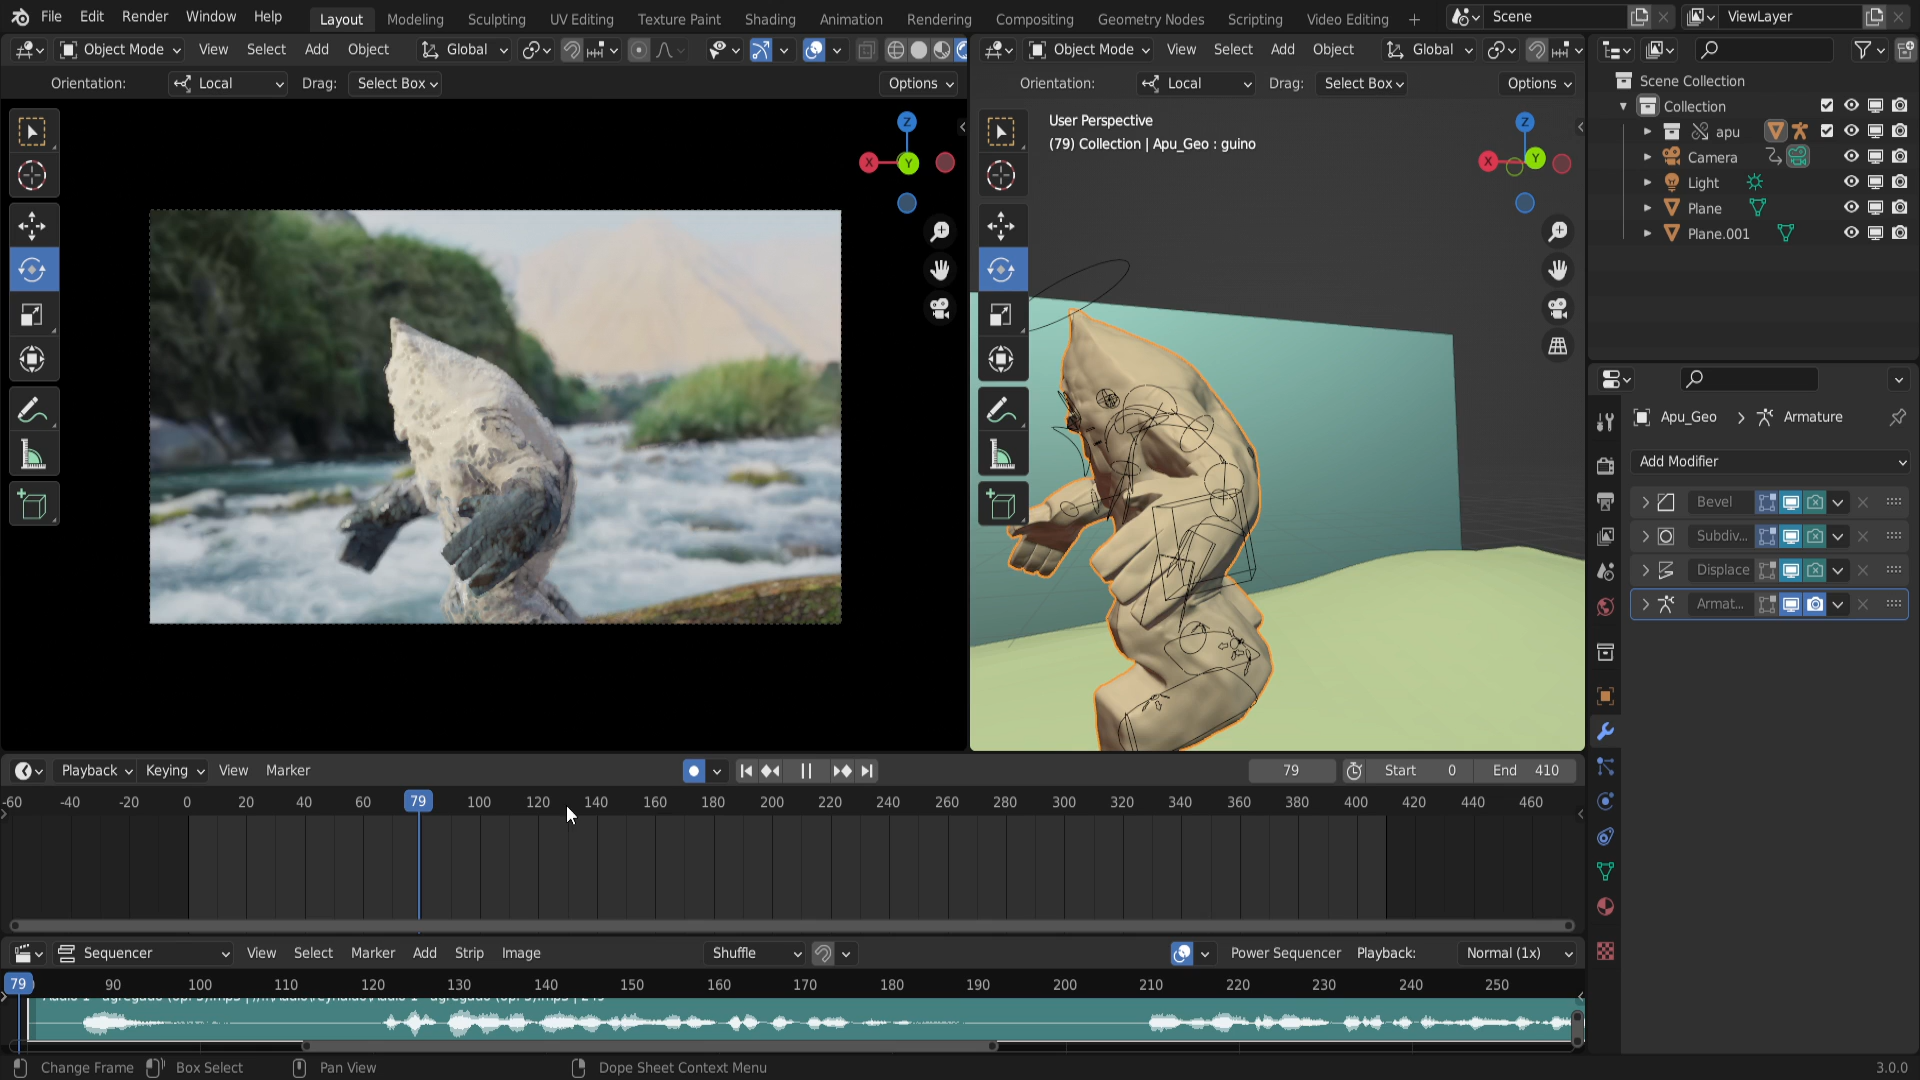 File Edit Render Window Help Layout Modeling Sculpting UV Editing Texture Paint Shading Animation Rendering Compositing Geometry Nodes Scripting Video Editing + Scene ViewLayer
Object Mode View Select Add Object Global
Object Mode View Select Add Object Global
Orientation: Local Drag: Select Box Options
Orientation: Local Drag: Select Box Options
Z
X
Y
User Perspective
(79) Collection | Apu_Geo : guino
Z
X
Y
Scene Collection
Collection
apu
Camera
Light
Plane
Plane.001
Apu_Geo > Armature
Add Modifier
Bevel
Subdiv...
Displace
Armat...
Playback Keying View Marker 79 Start 0 End 410
-60 -40 -20 0 20 40 60 79 100 120 140 160 180 200 220 240 260 280 300 320 340 360 380 400 420 440 460
Sequencer View Select Marker Add Strip Image Shuffle Power Sequencer Playback: Normal (1x)
79 90 100 110 120 130 140 150 160 170 180 190 200 210 220 230 240 250
Change Frame Box Select Pan View Dope Sheet Context Menu 3.0.0